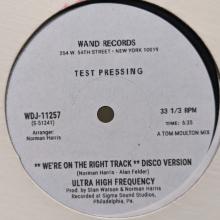 WAND RECORDS
254 W. 54TH STREET - NEW YORK 10019
TEST PRESSING
WDJ-11257
(S-51241)
33 1/3 RPM
TIME: 5:35
Arranger:
Norman Harris
A TOM MOULTON MIX
** WE'RE ON THE RIGHT TRACK ** DISCO VERSION
(Norman Harris - Alan Felder)
ULTRA HIGH FREQUENCY
Prod. by Stan Watson & Norman Harris
Recorded at Sigma Sound Studios,
Philadelphia, Pa.